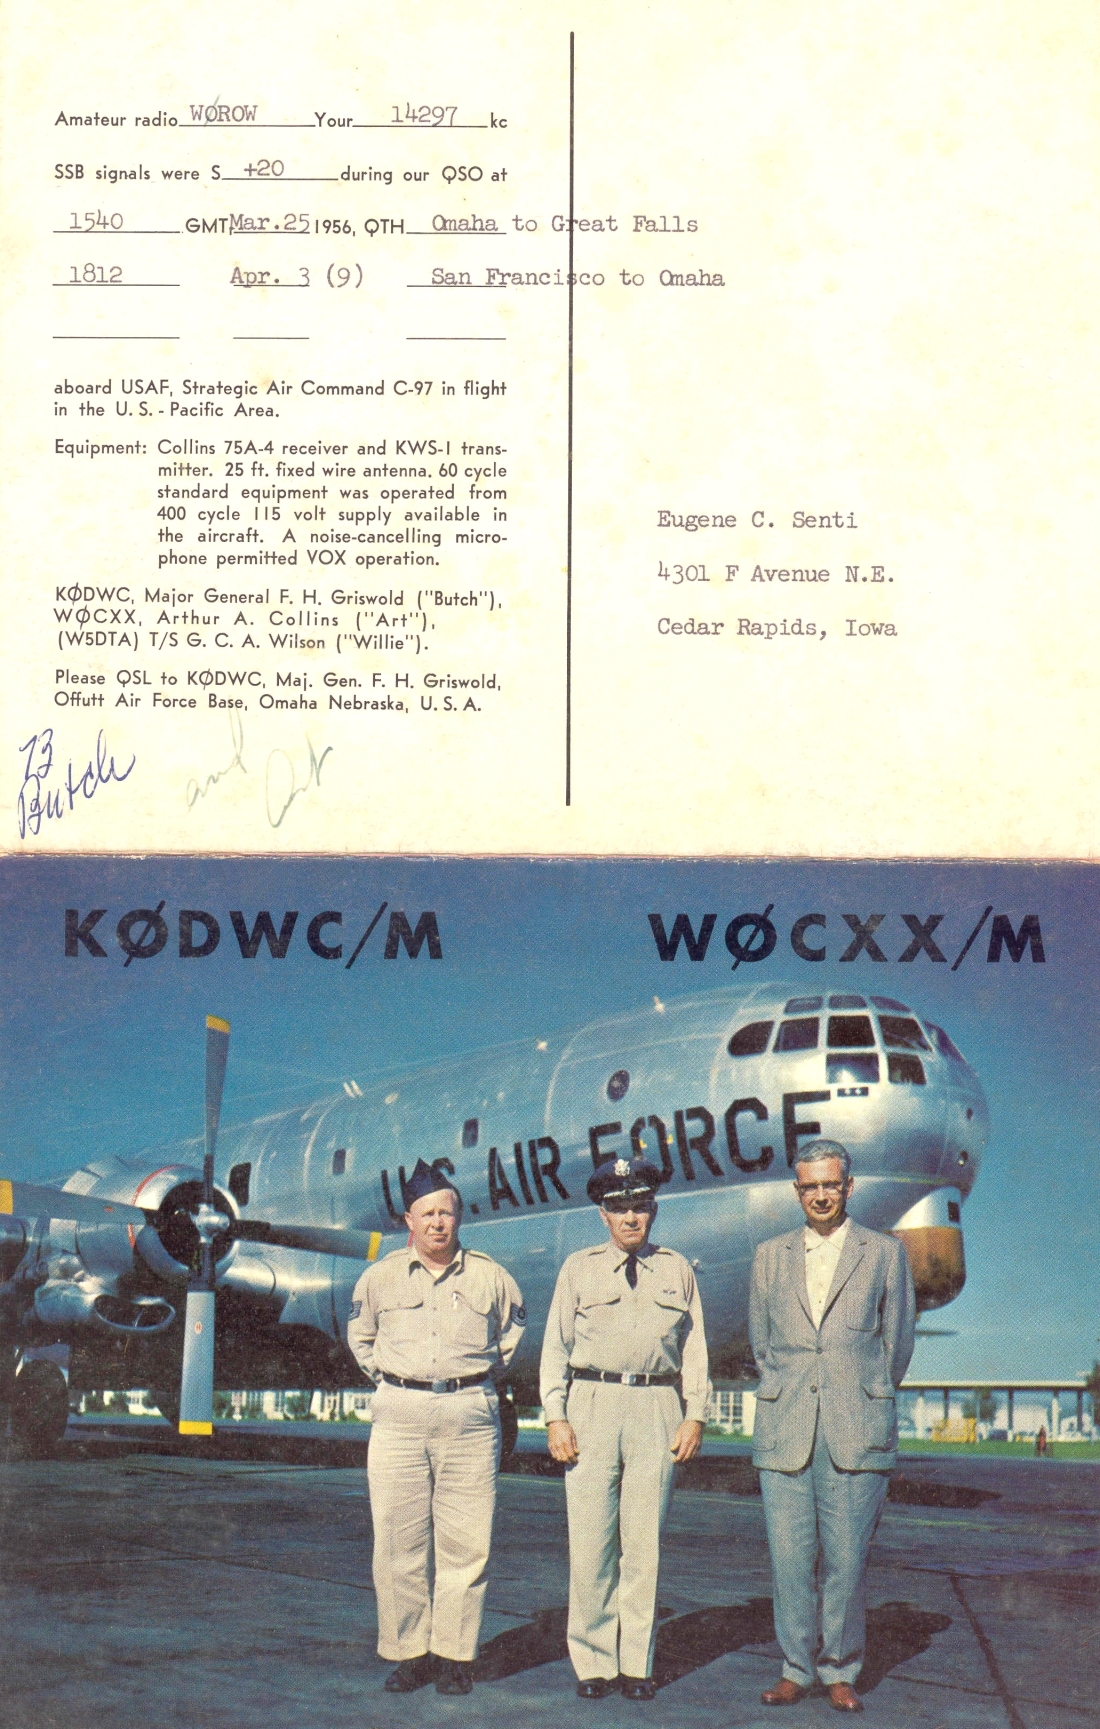 Amateur radio WØROW Your 14297 kc
SSB signals were S +20 during our QSO at
1540 GMT Mar. 25 1956, QTH Omaha to Great Falls
1812 Apr. 3 (9) San Francisco to Omaha
aboard USAF, Strategic Air Command C-97 in flight
in the U. S. - Pacific Area.
Equipment: Collins 75A-4 receiver and KWS-1 trans-
mitter. 25 ft. fixed wire antenna. 60 cycle
standard equipment was operated from
400 cycle 115 volt supply available in
the aircraft. A noise-cancelling micro-
phone permitted VOX operation.
KØDWC, Major General F. H. Griswold ("Butch"),
WØCXX, Arthur A. Collins ("Art"),
(W5DTA) T/S G. C. A. Wilson ("Willie").
Please QSL to KØDWC, Maj. Gen. F. H. Griswold,
Offutt Air Force Base, Omaha Nebraska, U. S. A.
73
Butch and Art
Eugene C. Senti
4301 F Avenue N.E.
Cedar Rapids, Iowa
KØDWC/M WØCXX/M
U.S. AIR FORCE